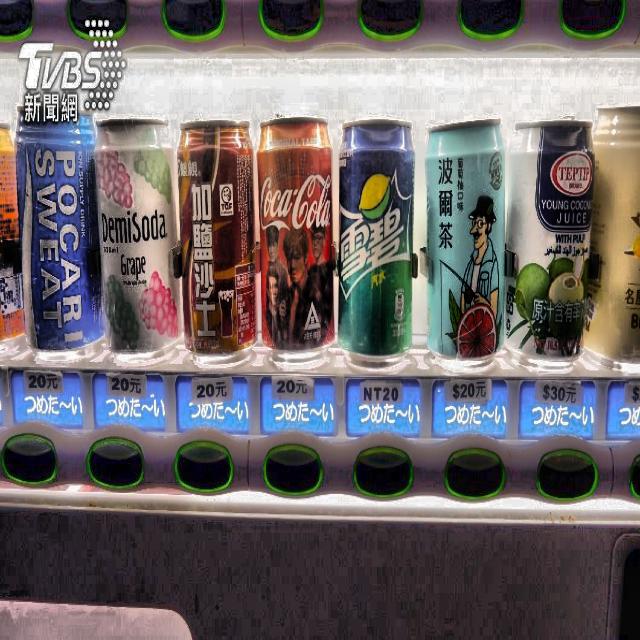 TVBS
新聞網
POCARI
SWEAT
DemiSoda
Grape
加鹽沙士
Coca-Cola
雪碧
波爾茶
TEPTIP
YOUNG COCONUT
JUICE
WITH PULP
原汁含有率
20元
20元
20元
20元
NT20
$20元
$30元
つめた〜い
つめた〜い
つめた〜い
つめた〜い
つめた〜い
つめた〜い
つめた〜い